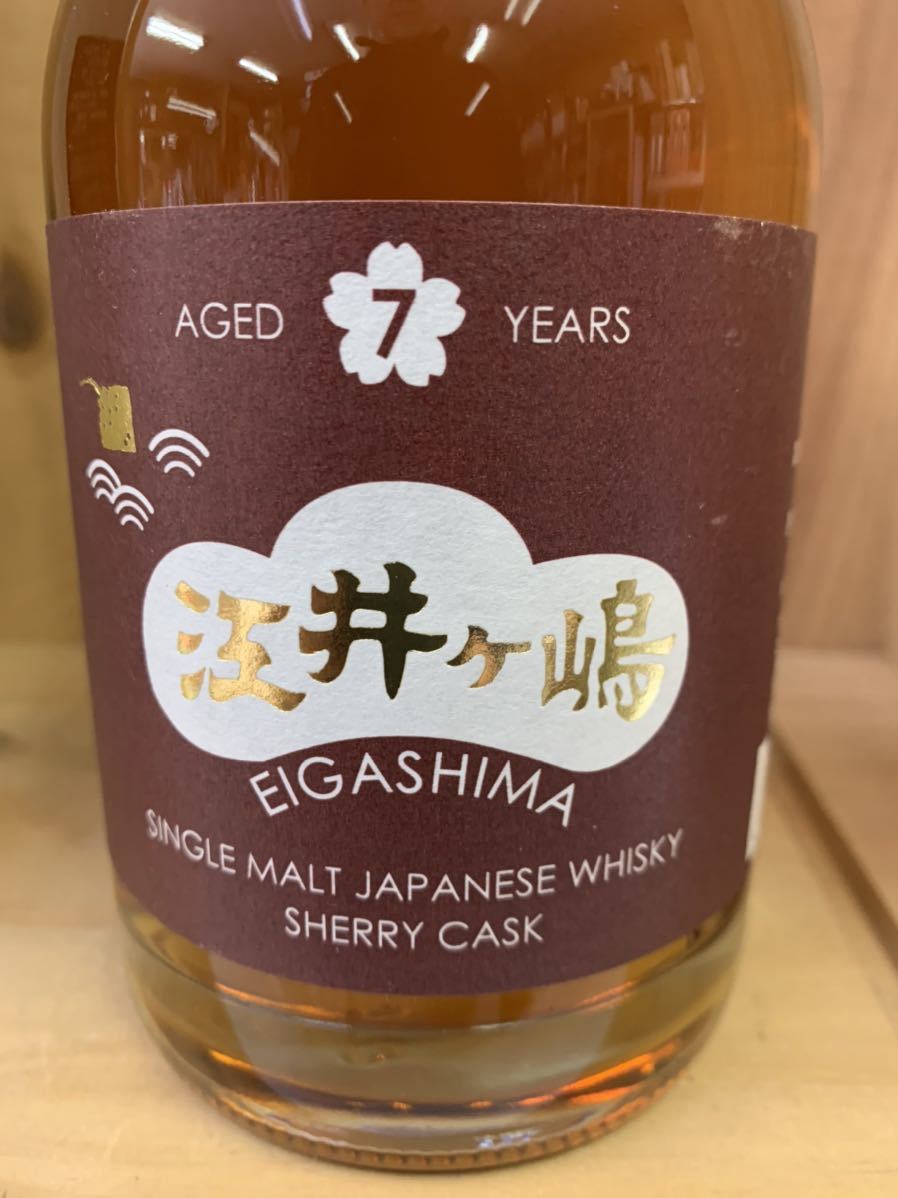 AGED 7 YEARS
江井ヶ嶋
EIGASHIMA
SINGLE MALT JAPANESE WHISKY
SHERRY CASK